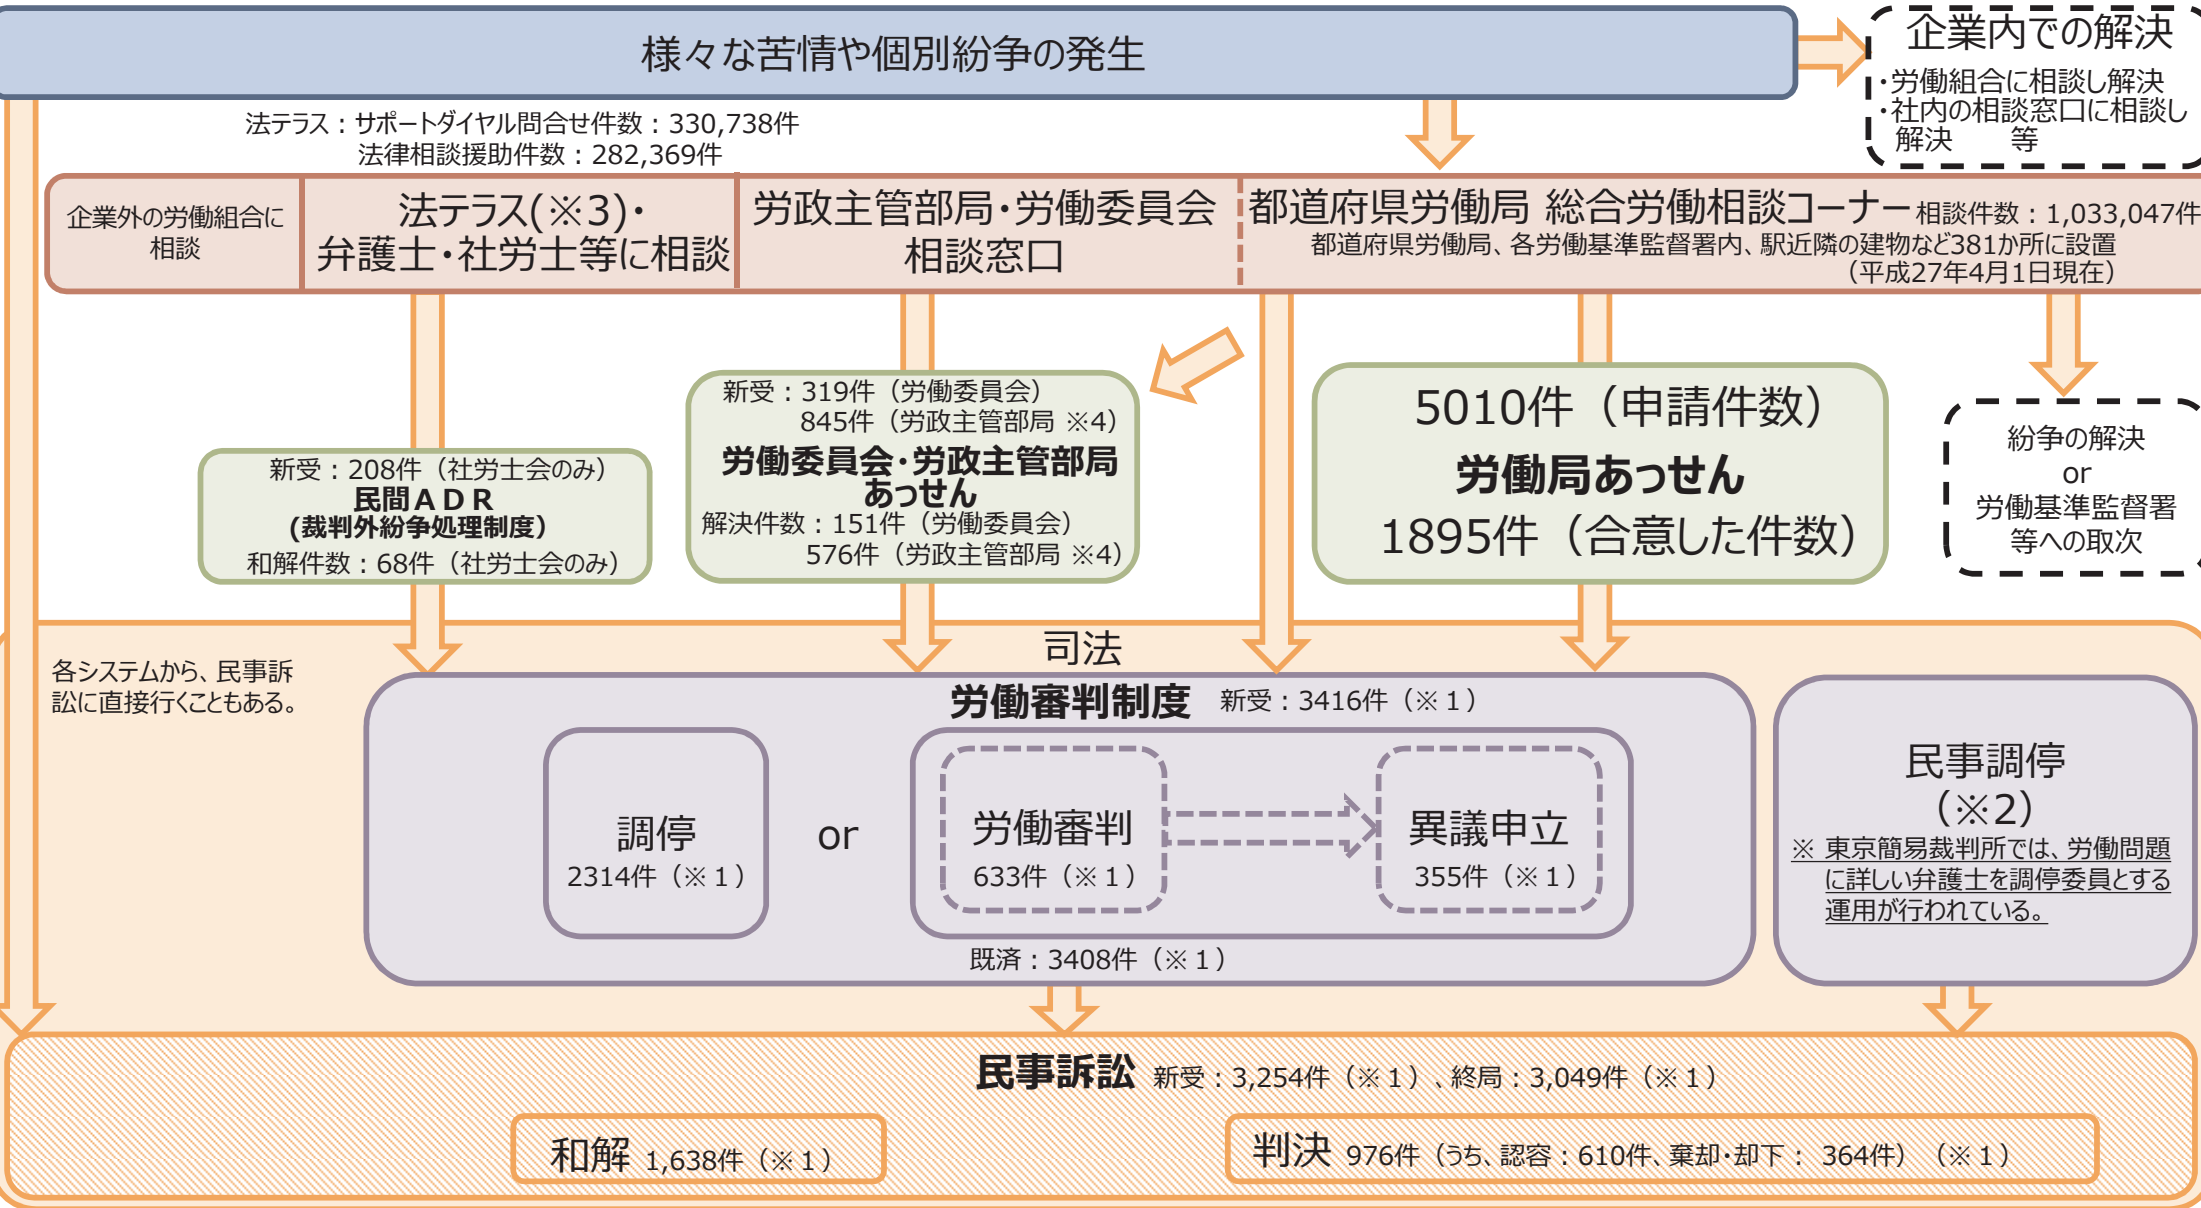 様々な苦情や個別紛争の発生
企業内での解決
・労働組合に相談し解決
・社内の相談窓口に相談し
解決　　等
法テラス：サポートダイヤル問合せ件数：330,738件
法律相談援助件数：282,369件
企業外の労働組合に
相談
法テラス(※3)・
弁護士・社労士等に相談
労政主管部局・労働委員会
相談窓口
都道府県労働局 総合労働相談コーナー 相談件数：1,033,047件
都道府県労働局、各労働基準監督署内、駅近隣の建物など381か所に設置
（平成27年4月1日現在）
新受：208件（社労士会のみ）
民間ＡＤＲ
(裁判外紛争処理制度）
和解件数：68件（社労士会のみ）
新受：319件（労働委員会）
845件（労政主管部局 ※4）
労働委員会・労政主管部局
あっせん
解決件数：151件（労働委員会）
576件（労政主管部局 ※4）
5010件（申請件数）
労働局あっせん
1895件（合意した件数）
紛争の解決
or
労働基準監督署
等への取次
司法
各システムから、民事訴
訟に直接行くこともある。
労働審判制度 新受：3416件（※１）
調停
2314件（※１）
or
労働審判
633件（※１）
異議申立
355件（※１）
既済：3408件（※１）
民事調停
（※2）
※ 東京簡易裁判所では、労働問題
に詳しい弁護士を調停委員とする
運用が行われている。
民事訴訟 新受：3,254件（※１）、終局：3,049件（※１）
和解 1,638件（※１）
判決 976件（うち、認容：610件、棄却・却下： 364件）（※１）